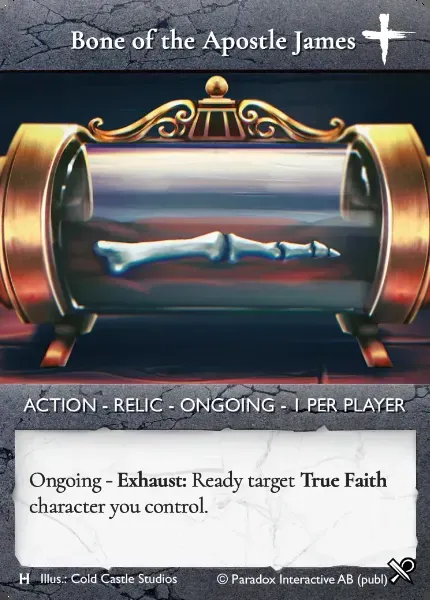 Bone of the Apostle James
ACTION - RELIC - ONGOING - 1 PER PLAYER
Ongoing - Exhaust: Ready target True Faith
character you control.
H Illus.: Cold Castle Studios © Paradox Interactive AB (publ)